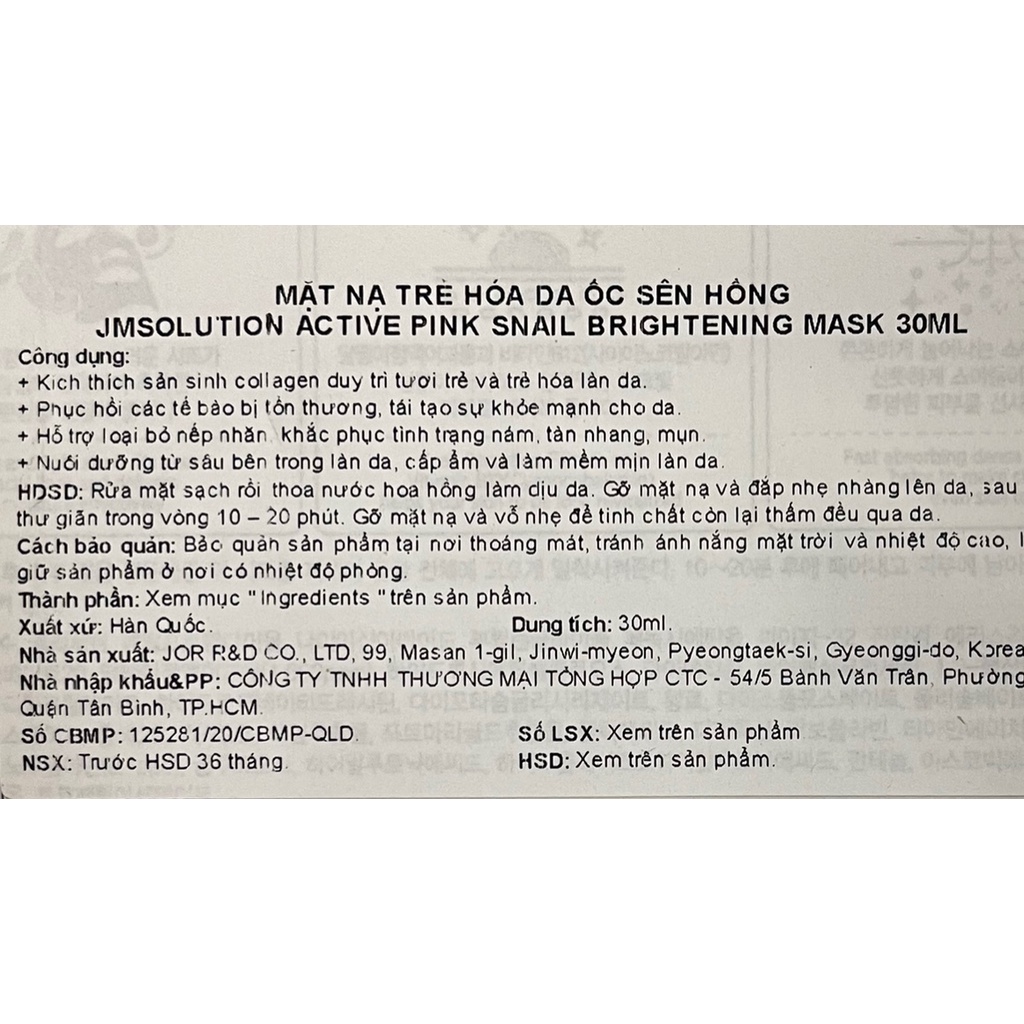 MẶT NẠ TRẺ HÓA DA ỐC SÊN HỒNG
JMSOLUTION ACTIVE PINK SNAIL BRIGHTENING MASK 30ML
Công dụng:
+ Kích thích sản sinh collagen duy trì tươi trẻ và trẻ hóa làn da.
+ Phục hồi các tế bào bị tổn thương, tái tạo sự khỏe mạnh cho da.
+ Hỗ trợ loại bỏ nếp nhăn, khắc phục tình trạng nám, tàn nhang, mụn.
+ Nuôi dưỡng từ sâu bên trong làn da, cấp ẩm và làm mềm mịn làn da.
HDSD: Rửa mặt sạch rồi thoa nước hoa hồng làm dịu da. Gỡ mặt nạ và đắp nhẹ nhàng lên da, sau
thư giãn trong vòng 10 – 20 phút. Gỡ mặt nạ và vỗ nhẹ để tinh chất còn lại thấm đều qua da.
Cách bảo quản: Bảo quản sản phẩm tại nơi thoáng mát, tránh ánh nắng mặt trời và nhiệt độ cao,
giữ sản phẩm ở nơi có nhiệt độ phòng.
Thành phần: Xem mục "Ingredients "trên sản phẩm.
Xuất xứ: Hàn Quốc. Dung tích: 30ml.
Nhà sản xuất: JOR R&D CO., LTD, 99, Masan 1-gil, Jinwi-myeon, Pyeongtaek-si, Gyeonggi-do, Korea
Nhà nhập khẩu&PP: CÔNG TY TNHH THƯƠNG MẠI TỔNG HỢP CTC - 54/5 Bành Văn Trân, Phường
Quận Tân Bình, TP.HCM.
Số CBMP: 125281/20/CBMP-QLD. Số LSX: Xem trên sản phẩm
NSX: Trước HSD 36 tháng. HSD: Xem trên sản phẩm.